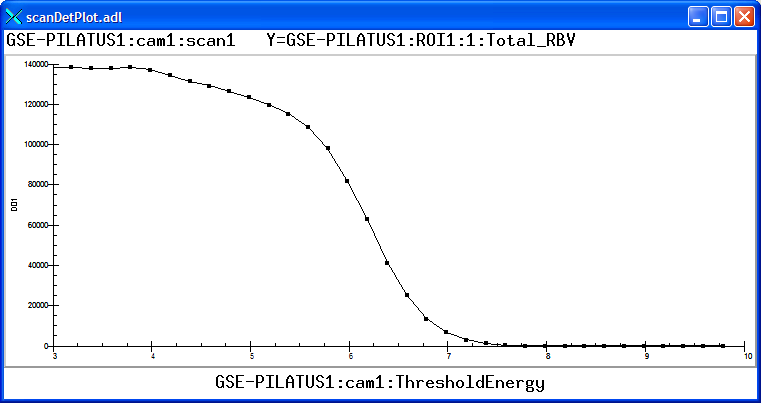 scanDetPlot.adl
GSE-PILATUS1:cam1:scan1 Y=GSE-PILATUS1:ROI1:1:Total_RBV
140000
120000
100000
80000
60000
40000
20000
0
DD1
3 4 5 6 7 8 9 10
GSE-PILATUS1:cam1:ThresholdEnergy